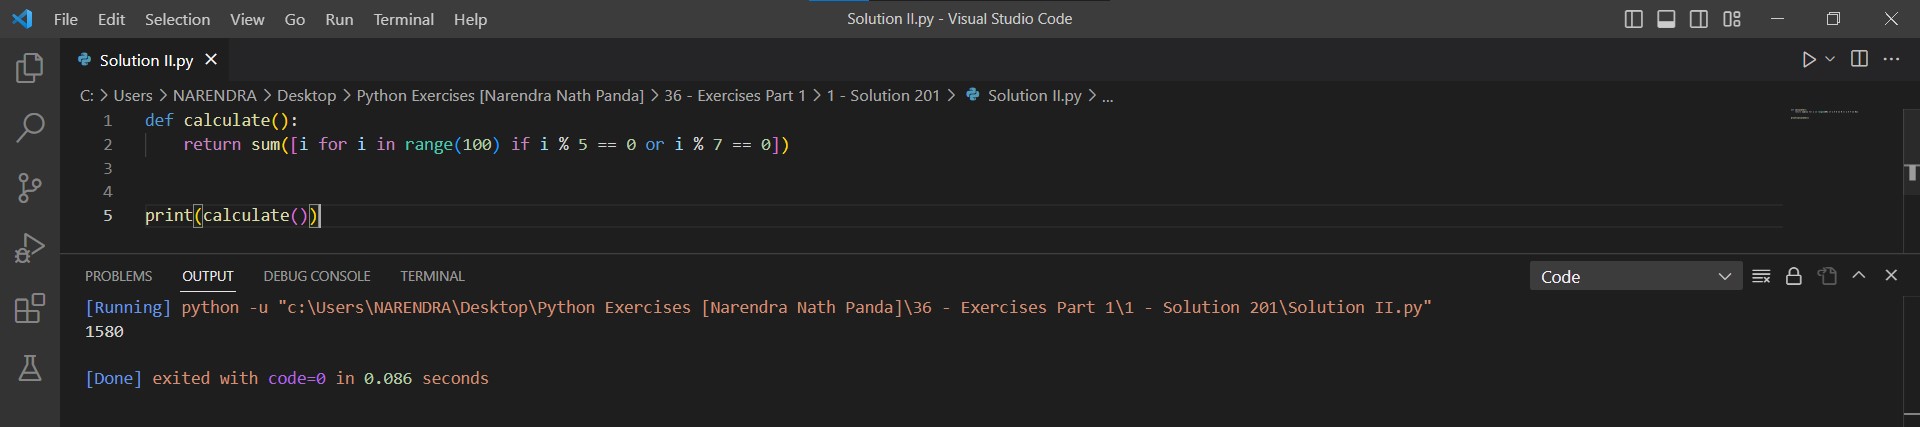 File Edit Selection View Go Run Terminal Help Solution II.py - Visual Studio Code
Solution II.py
C: > Users > NARENDRA > Desktop > Python Exercises [Narendra Nath Panda] > 36 - Exercises Part 1 > 1 - Solution 201 > Solution II.py > ...
1 def calculate():
2 return sum([i for i in range(100) if i % 5 == 0 or i % 7 == 0])
3
4
5 print(calculate())
PROBLEMS OUTPUT DEBUG CONSOLE TERMINAL Code
[Running] python -u "c:\Users\NARENDRA\Desktop\Python Exercises [Narendra Nath Panda]\36 - Exercises Part 1\1 - Solution 201\Solution II.py"
1580
[Done] exited with code=0 in 0.086 seconds